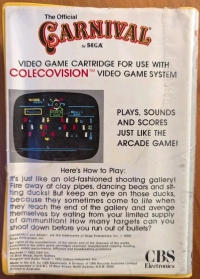 The Official
CARNIVAL
by SEGA
VIDEO GAME CARTRIDGE FOR USE WITH
COLECOVISION™ VIDEO GAME SYSTEM
PLAYS, SOUNDS
AND SCORES
JUST LIKE THE
ARCADE GAME!
Here's How to Play:
It's just like an old-fashioned shooting gallery!
Fire away at clay pipes, dancing bears and sit-
ting ducks! But keep an eye on those ducks,
because they sometimes come to life when
they reach the end of the gallery and avenge
themselves by eating from your limited supply
of ammunition! How many targets can you
shoot down before you run out of bullets?
CBS
Electronics